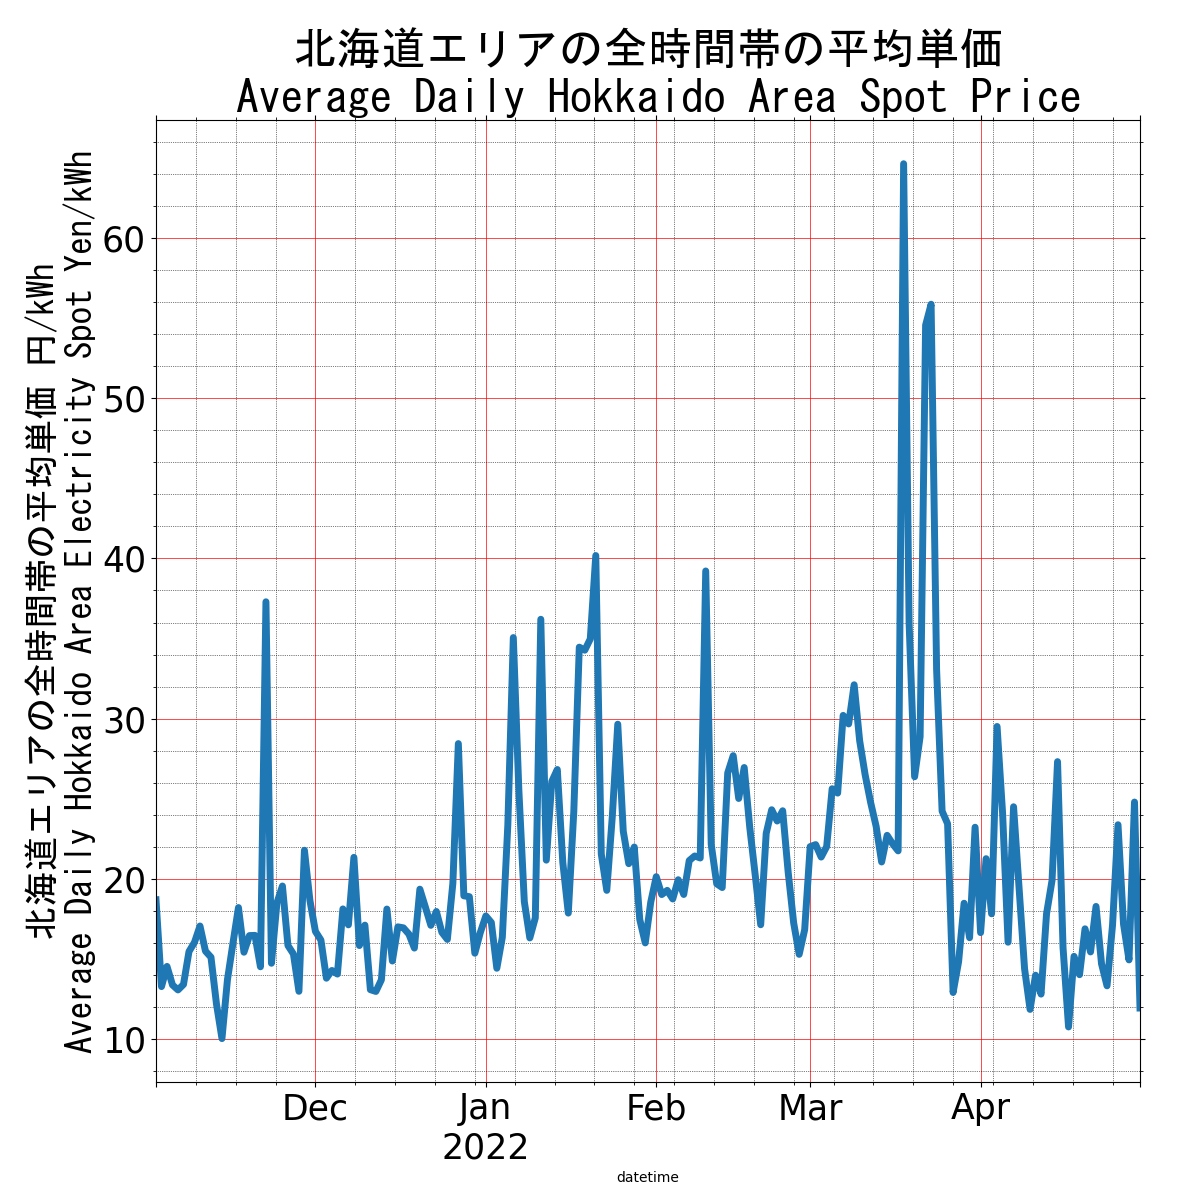 北海道エリアの全時間帯の平均単価
Average Daily Hokkaido Area Spot Price
北海道エリアの全時間帯の平均単価 円/kWh
Average Daily Hokkaido Area Electricity Spot Yen/kWh
60
50
40
30
20
10
Dec
Jan
2022
Feb
Mar
Apr
datetime